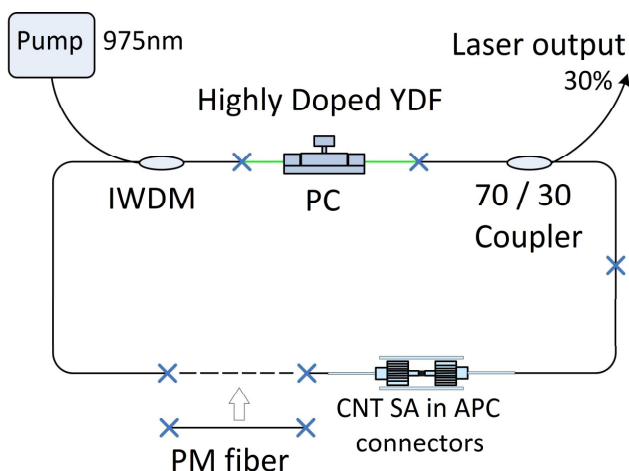 Pump 975nm
Laser output
30%
Highly Doped YDF
IWDM
PC
70 / 30
Coupler
CNT SA in APC
connectors
PM fiber